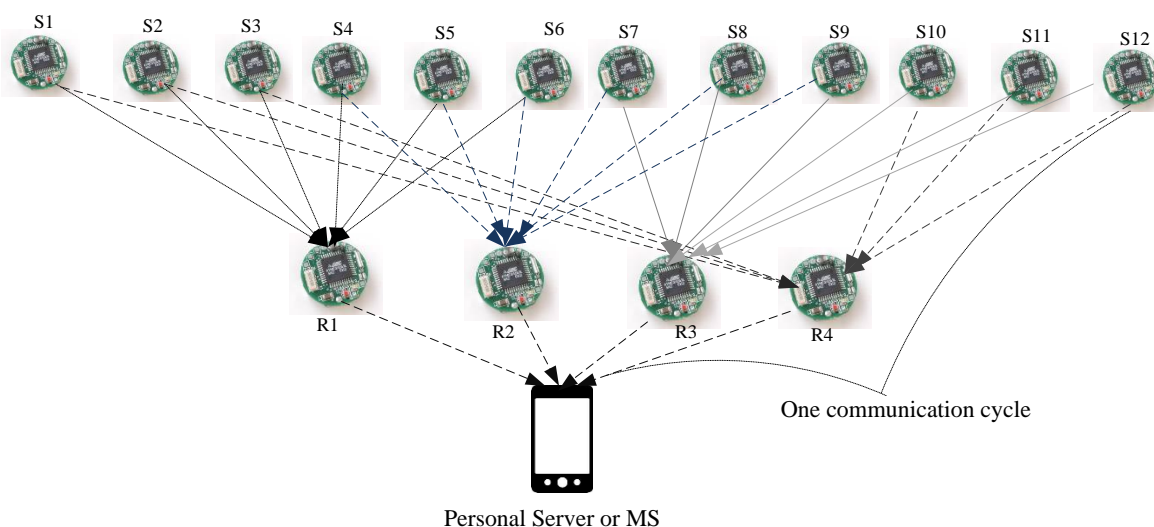 S1 S2 S3 S4 S5 S6 S7 S8 S9 S10 S11 S12
R1 R2 R3 R4
One communication cycle
Personal Server or MS